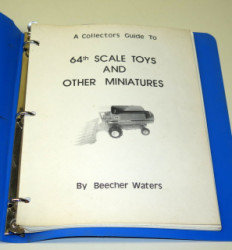 A Collectors Guide To
64th SCALE TOYS
AND
OTHER MINIATURES
By Beecher Waters